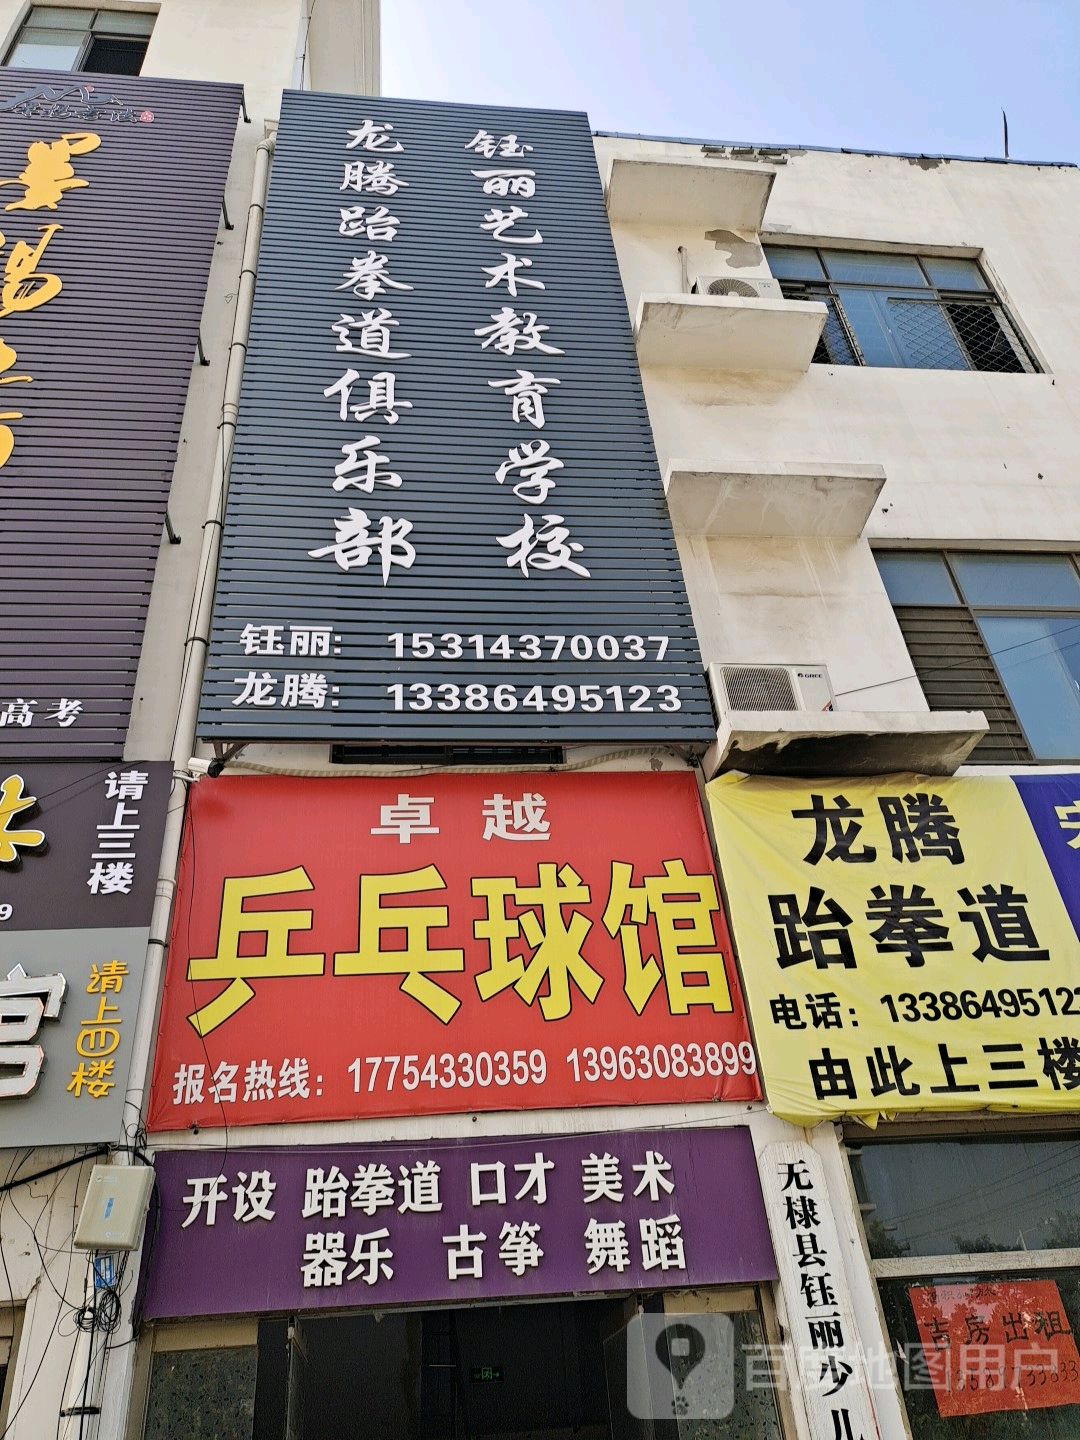 龙腾跆拳道俱乐部
钰丽艺术教育学校
钰丽：15314370037
龙腾：13386495123
高考
请上三楼
9
请上四楼
卓越
乒乓球馆
报名热线：17754330359 13963083899
龙腾
跆拳道
电话：1338649512
由此上三楼
开设 跆拳道 口才 美术
器乐 古筝 舞蹈
无棣县钰丽少儿
吉房出租
GREE
百度地图用户